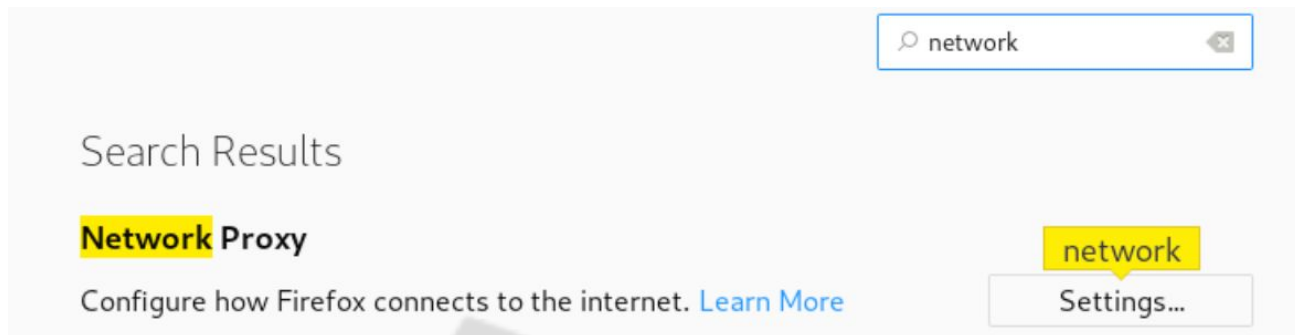 network
Search Results
Network Proxy
network
Configure how Firefox connects to the internet. Learn More
Settings...